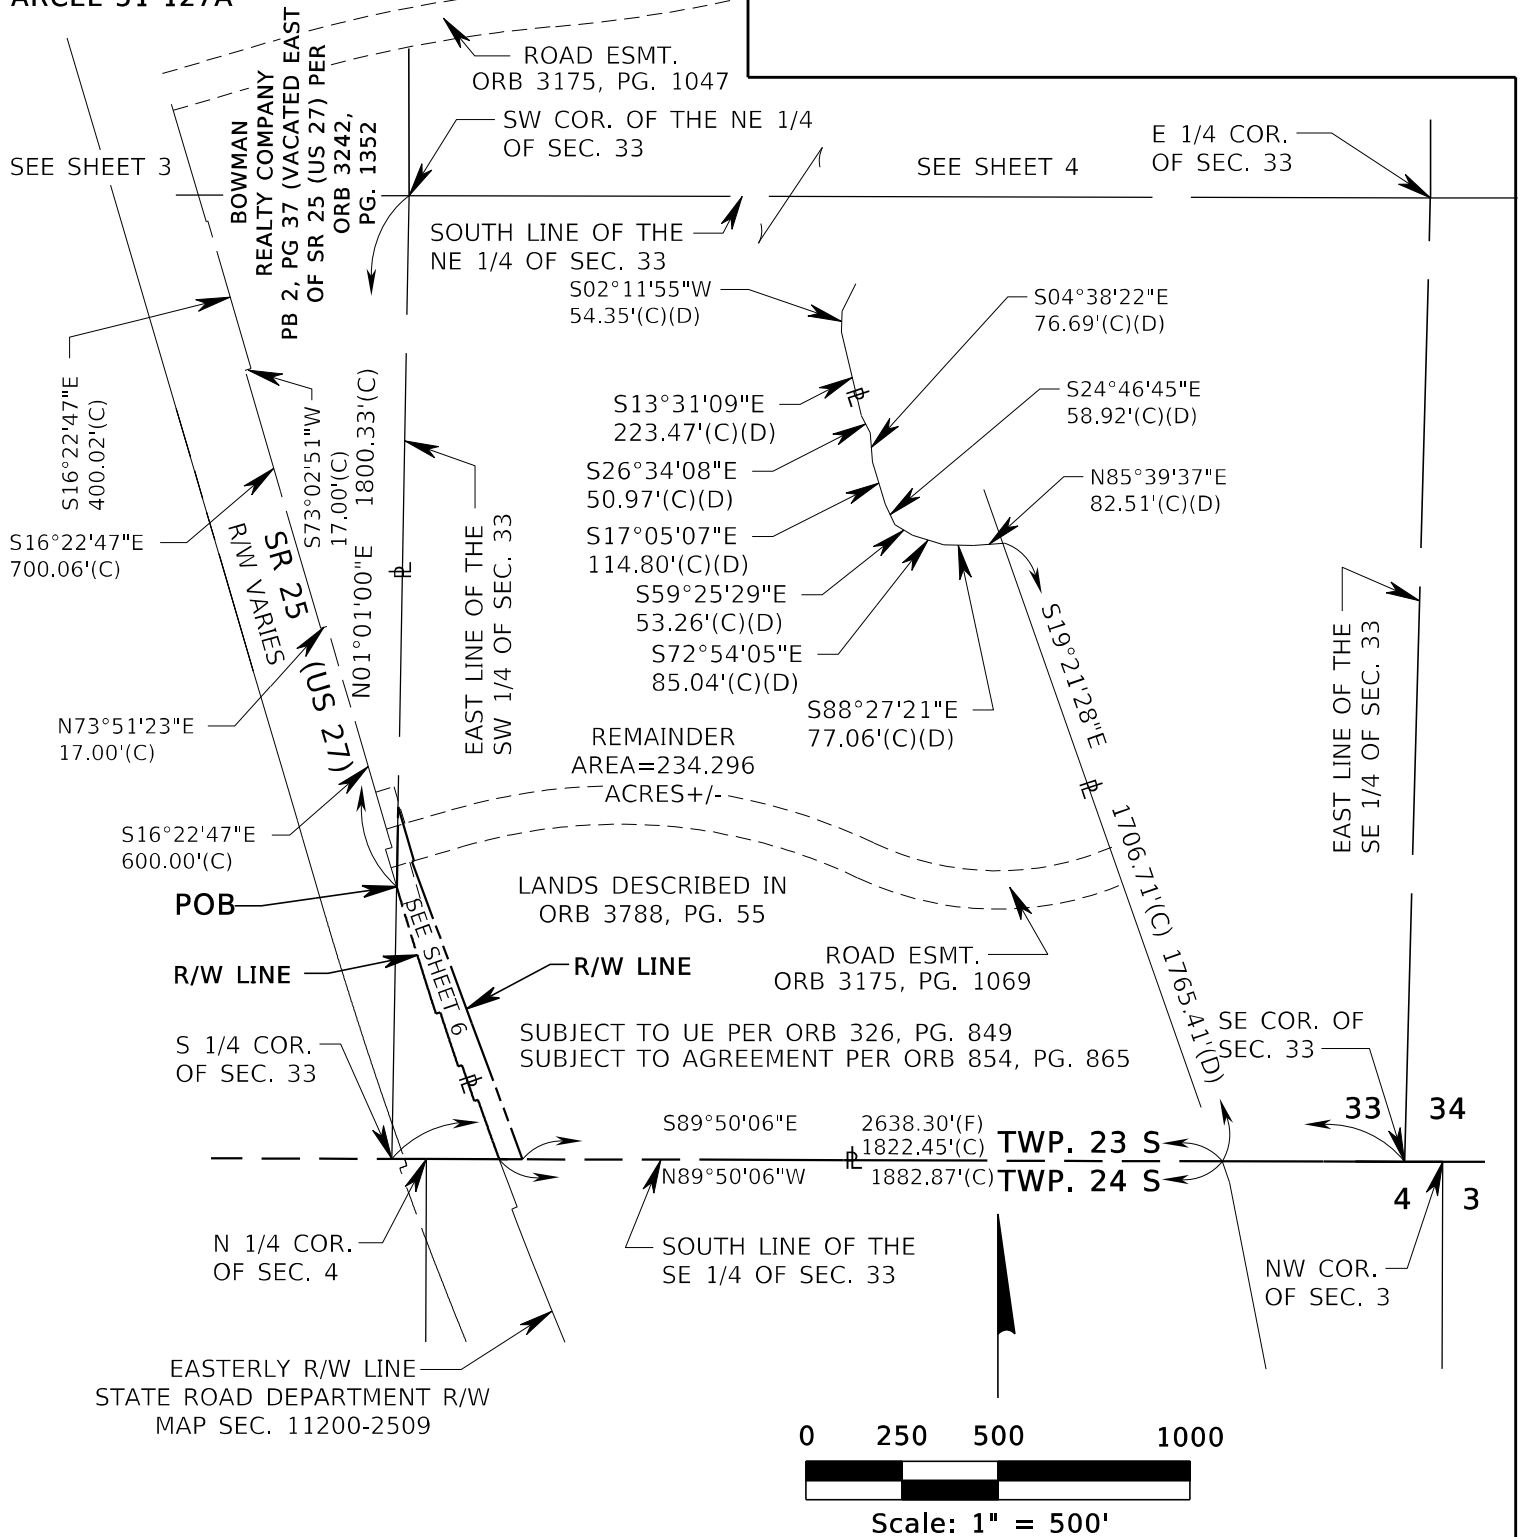 ROAD ESMT.
ORB 3175, PG. 1047
BOWMAN
REALTY COMPANY
PB 2, PG 37 (VACATED EAST
OF SR 25 (US 27) PER
ORB 3242,
PG. 1352
SW COR. OF THE NE 1/4
OF SEC. 33
E 1/4 COR.
OF SEC. 33
SEE SHEET 3
SEE SHEET 4
SOUTH LINE OF THE
NE 1/4 OF SEC. 33
S02°11'55"W
54.35'(C)(D)
S04°38'22"E
76.69'(C)(D)
S16°22'47"E
400.02'(C)
S73°02'51"W
17.00'(C)
N01°01'00"E 1800.33'(C)
S13°31'09"E
223.47'(C)(D)
S24°46'45"E
58.92'(C)(D)
S26°34'08"E
50.97'(C)(D)
N85°39'37"E
82.51'(C)(D)
S16°22'47"E
700.06'(C)
SR 25 (US 27)
R/W VARIES
EAST LINE OF THE
SW 1/4 OF SEC. 33
S17°05'07"E
114.80'(C)(D)
S59°25'29"E
53.26'(C)(D)
S72°54'05"E
85.04'(C)(D)
S88°27'21"E
77.06'(C)(D)
S19°21'28"E 1706.71'(C) 1765.41'(D)
EAST LINE OF THE
SE 1/4 OF SEC. 33
N73°51'23"E
17.00'(C)
REMAINDER
AREA=234.296
ACRES+/-
S16°22'47"E
600.00'(C)
POB
LANDS DESCRIBED IN
ORB 3788, PG. 55
SEE SHEET 6
R/W LINE
R/W LINE
ROAD ESMT.
ORB 3175, PG. 1069
SUBJECT TO UE PER ORB 326, PG. 849
SUBJECT TO AGREEMENT PER ORB 854, PG. 865
S 1/4 COR.
OF SEC. 33
SE COR. OF
SEC. 33
33 34
S89°50'06"E 2638.30'(F)
1822.45'(C)
TWP. 23 S
N89°50'06"W 1882.87'(C)
TWP. 24 S
4 3
N 1/4 COR.
OF SEC. 4
SOUTH LINE OF THE
SE 1/4 OF SEC. 33
NW COR.
OF SEC. 3
EASTERLY R/W LINE
STATE ROAD DEPARTMENT R/W
MAP SEC. 11200-2509
0 250 500 1000
Scale: 1" = 500'